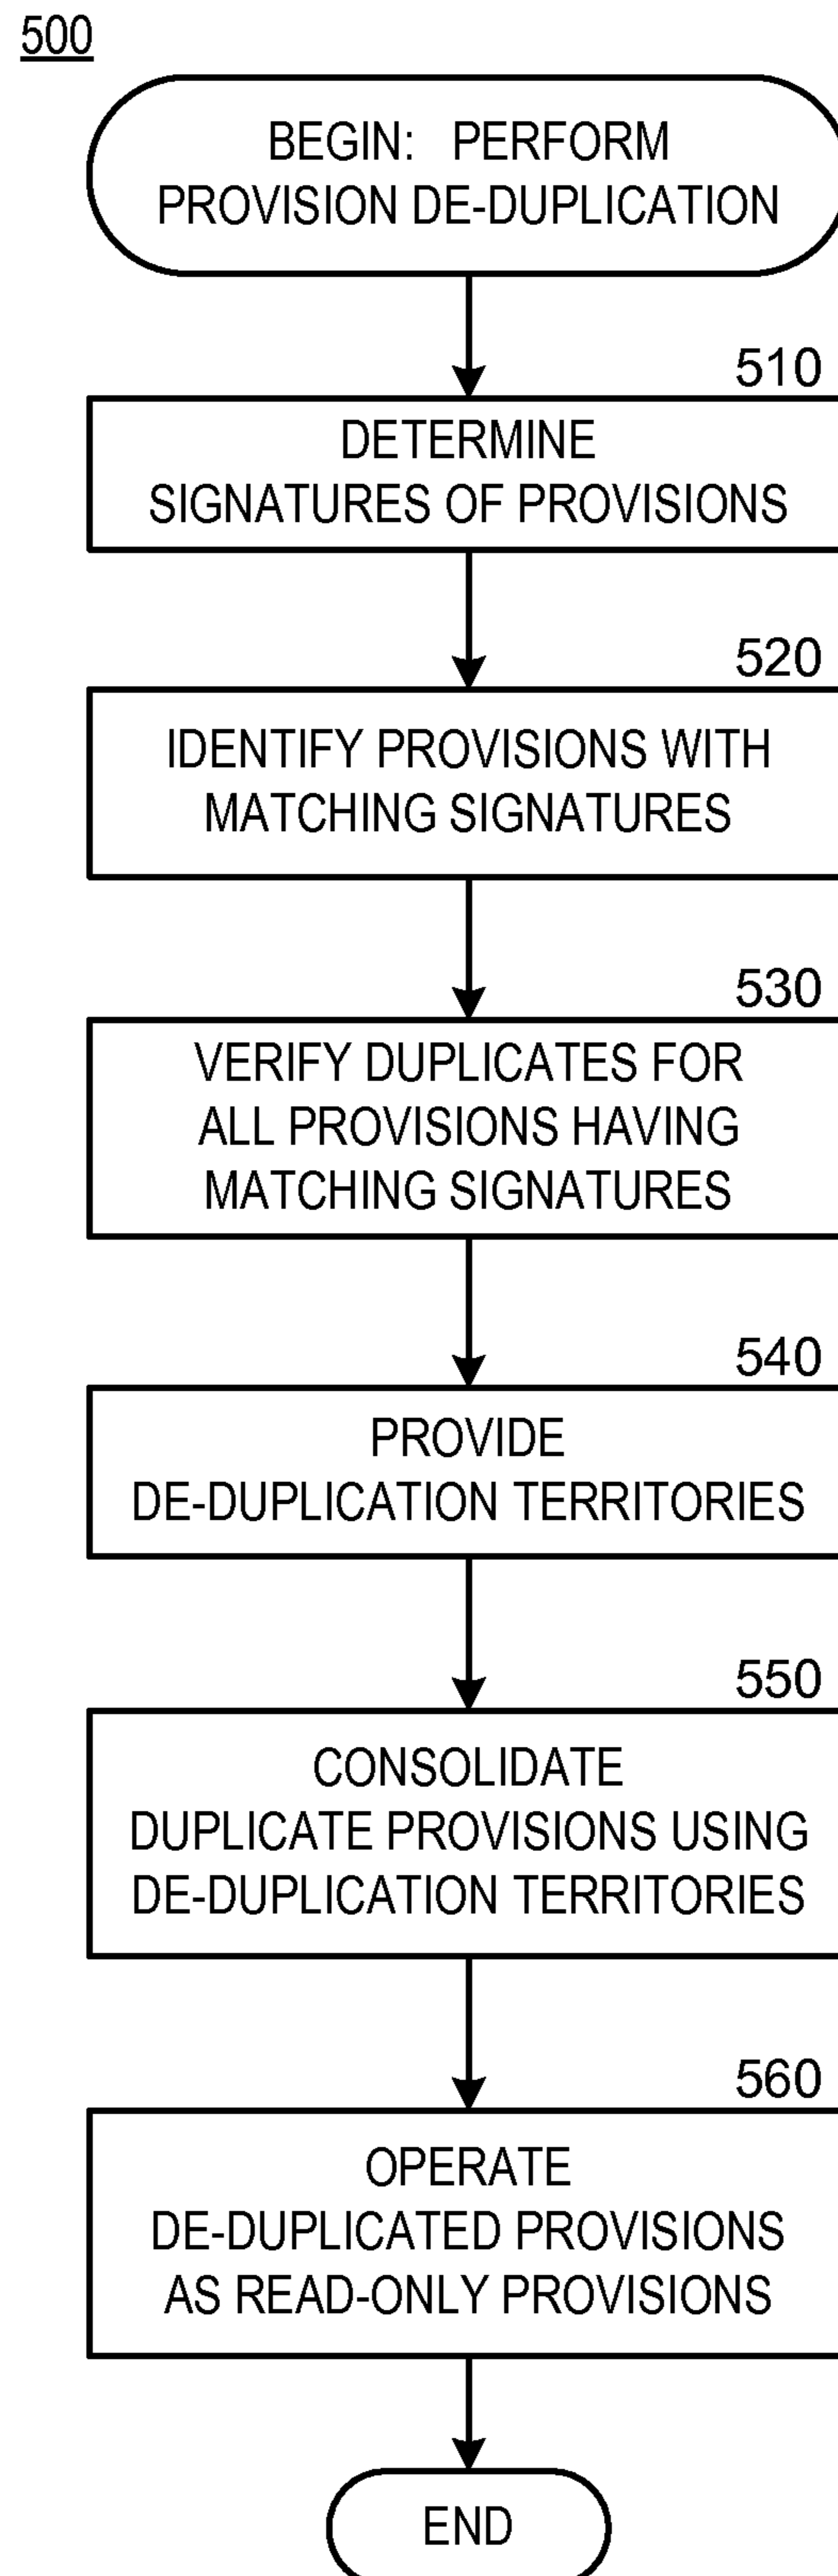 500
BEGIN: PERFORM
PROVISION DE-DUPLICATION
510
DETERMINE
SIGNATURES OF PROVISIONS
520
IDENTIFY PROVISIONS WITH
MATCHING SIGNATURES
530
VERIFY DUPLICATES FOR
ALL PROVISIONS HAVING
MATCHING SIGNATURES
540
PROVIDE
DE-DUPLICATION TERRITORIES
550
CONSOLIDATE
DUPLICATE PROVISIONS USING
DE-DUPLICATION TERRITORIES
560
OPERATE
DE-DUPLICATED PROVISIONS
AS READ-ONLY PROVISIONS
END